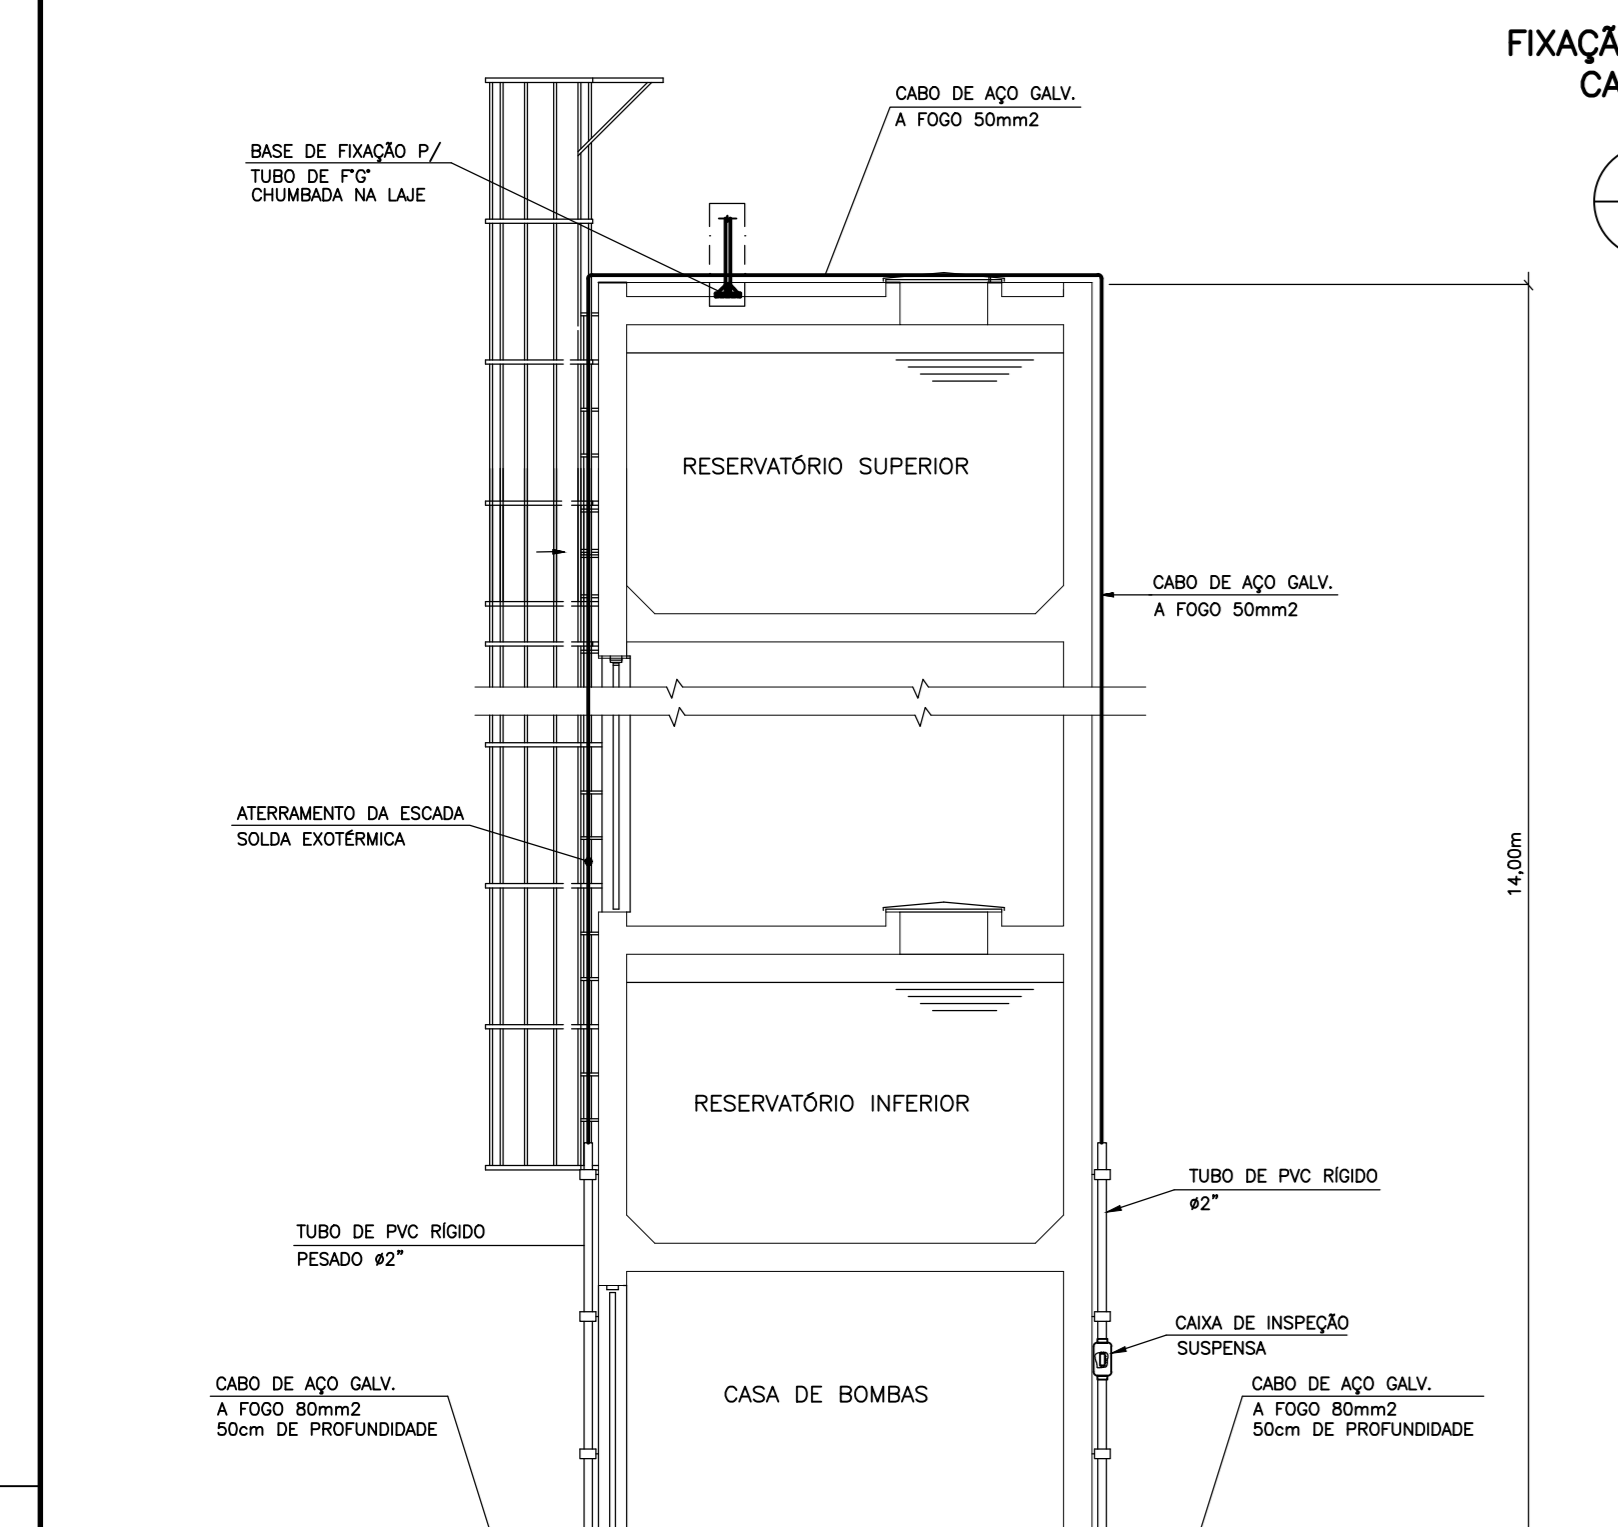 FIXAÇÃ
CA
CABO DE AÇO GALV.
A FOGO 50mm2
BASE DE FIXAÇÃO P/
TUBO DE F°G°
CHUMBADA NA LAJE
RESERVATÓRIO SUPERIOR
CABO DE AÇO GALV.
A FOGO 50mm2
ATERRAMENTO DA ESCADA
SOLDA EXOTÉRMICA
14,00m
RESERVATÓRIO INFERIOR
TUBO DE PVC RÍGIDO
ø2"
TUBO DE PVC RÍGIDO
PESADO ø2"
CAIXA DE INSPEÇÃO
SUSPENSA
CASA DE BOMBAS
CABO DE AÇO GALV.
A FOGO 80mm2
50cm DE PROFUNDIDADE
CABO DE AÇO GALV.
A FOGO 80mm2
50cm DE PROFUNDIDADE